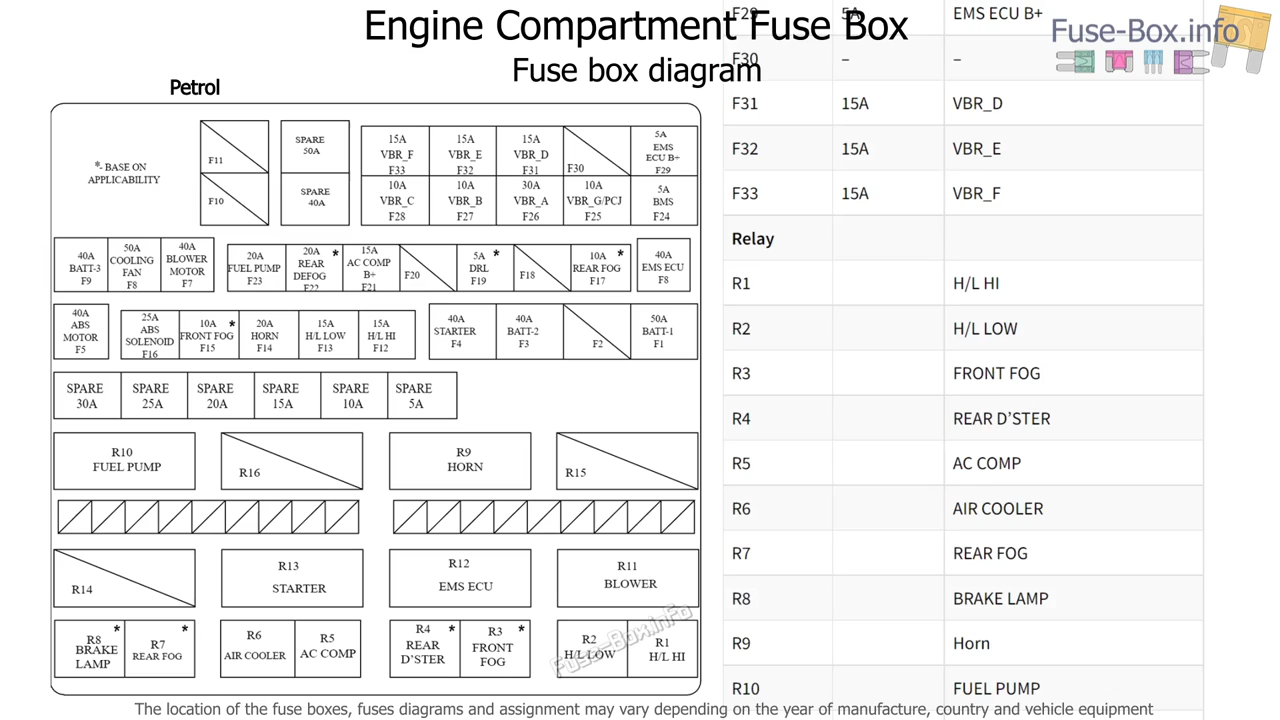 Engine Compartment Fuse Box
Fuse box diagram
Fuse-Box.info
Petrol
*- BASE ON
APPLICABILITY
F11
F10
SPARE
50A
SPARE
40A
15A
VBR_F
F33
15A
VBR_E
F32
15A
VBR_D
F31
F30
5A
EMS
ECU B+
F29
10A
VBR_C
F28
10A
VBR_B
F27
30A
VBR_A
F26
10A
VBR_G/PCJ
F25
5A
BMS
F24
40A
BATT-3
F9
50A
COOLING
FAN
F8
40A
BLOWER
MOTOR
F7
20A
FUEL PUMP
F23
20A *
REAR
DEFOG
F22
15A
AC COMP
B+
F21
F20
5A *
DRL
F19
F18
10A *
REAR FOG
F17
40A
EMS ECU
F8
40A
ABS
MOTOR
F5
25A
ABS
SOLENOID
F16
10A *
FRONT FOG
F15
20A
HORN
F14
15A
H/L LOW
F13
15A
H/L HI
F12
40A
STARTER
F4
40A
BATT-2
F3
F2
50A
BATT-1
F1
SPARE
30A
SPARE
25A
SPARE
20A
SPARE
15A
SPARE
10A
SPARE
5A
R10
FUEL PUMP
R16
R9
HORN
R15
R14
R13
STARTER
R12
EMS ECU
R11
BLOWER
R8 *
BRAKE
LAMP
R7 *
REAR FOG
R6
AIR COOLER
R5
AC COMP
R4 *
REAR
D’STER
R3 *
FRONT
FOG
R2
H/L LOW
R1
H/L HI
Fuse-Box.inFo
F29 5A EMS ECU B+
F30 – –
F31 15A VBR_D
F32 15A VBR_E
F33 15A VBR_F
Relay
R1 H/L HI
R2 H/L LOW
R3 FRONT FOG
R4 REAR D’STER
R5 AC COMP
R6 AIR COOLER
R7 REAR FOG
R8 BRAKE LAMP
R9 Horn
R10 FUEL PUMP
The location of the fuse boxes, fuses diagrams and assignment may vary depending on the year of manufacture, country and vehicle equipment